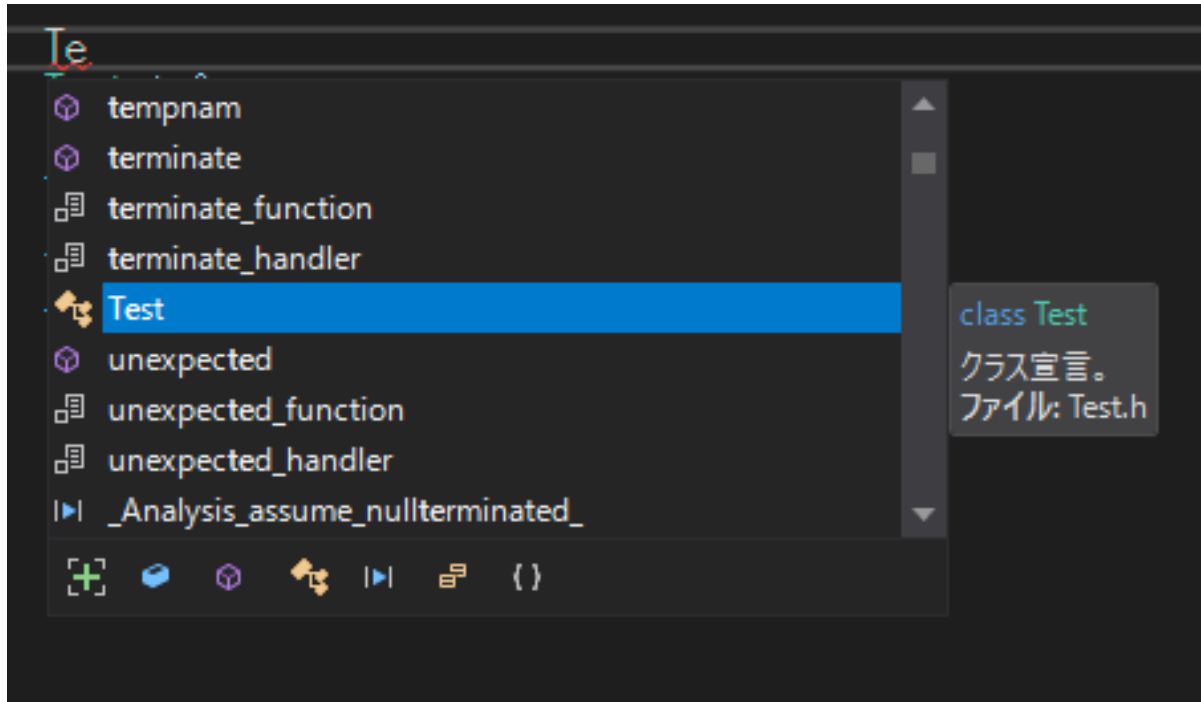 Te
tempnam
terminate
terminate_function
terminate_handler
Test
unexpected
unexpected_function
unexpected_handler
_Analysis_assume_nullterminated_
class Test
クラス宣言。
ファイル: Test.h